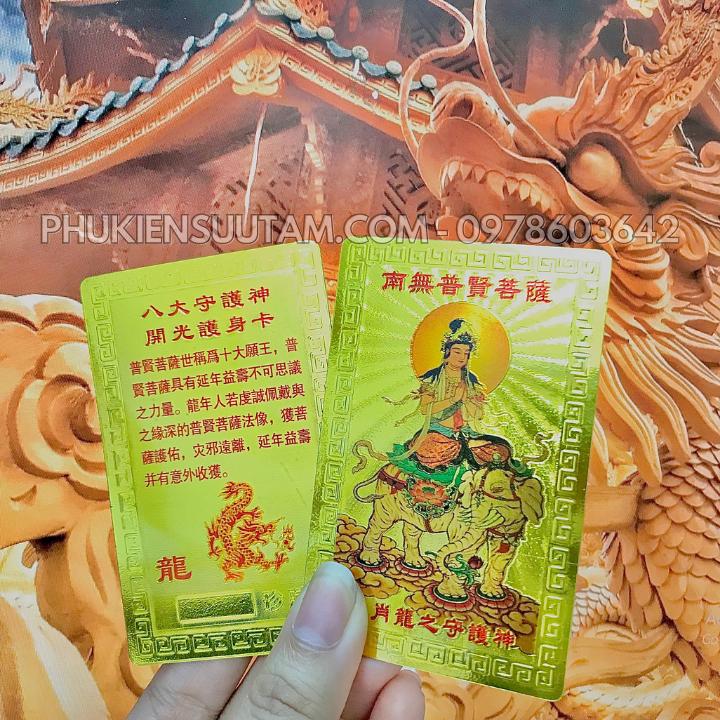 PHUKIENSUUTAM.COM - 0978603642
八大守護神
開光護身卡
普賢菩薩世稱爲十大願王，普
賢菩薩具有延年益壽不可思議
之力量。龍年人若虔誠佩戴與
之緣深的普賢菩薩法像，獲菩
薩護佑，灾邪遠離，延年益壽
并有意外收獲。
龍
南無普賢菩薩
肖龍之守護神